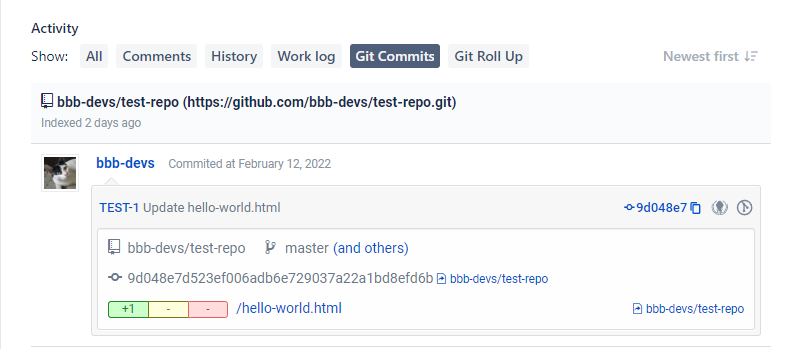 Activity
Show: All Comments History Work log Git Commits Git Roll Up Newest first
bbb-devs/test-repo (https://github.com/bbb-devs/test-repo.git)
Indexed 2 days ago
bbb-devs Commited at February 12, 2022
TEST-1 Update hello-world.html 9d048e7
bbb-devs/test-repo master (and others)
9d048e7d523ef006adb6e729037a22a1bd8efd6b bbb-devs/test-repo
+1 - - /hello-world.html bbb-devs/test-repo